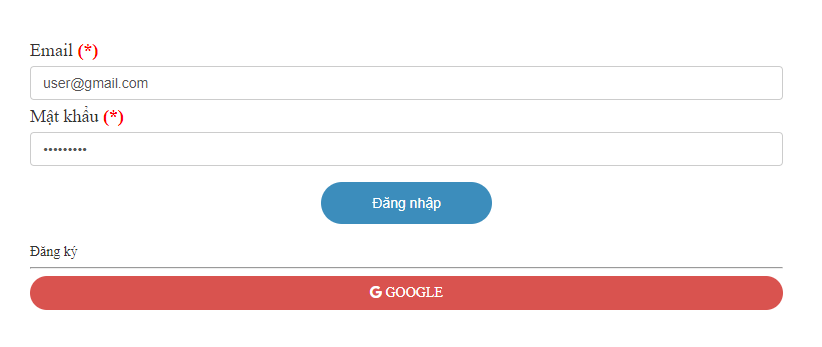 Email (*)
user@gmail.com
Mật khẩu (*)
•••••••••
Đăng nhập
Đăng ký
GOOGLE